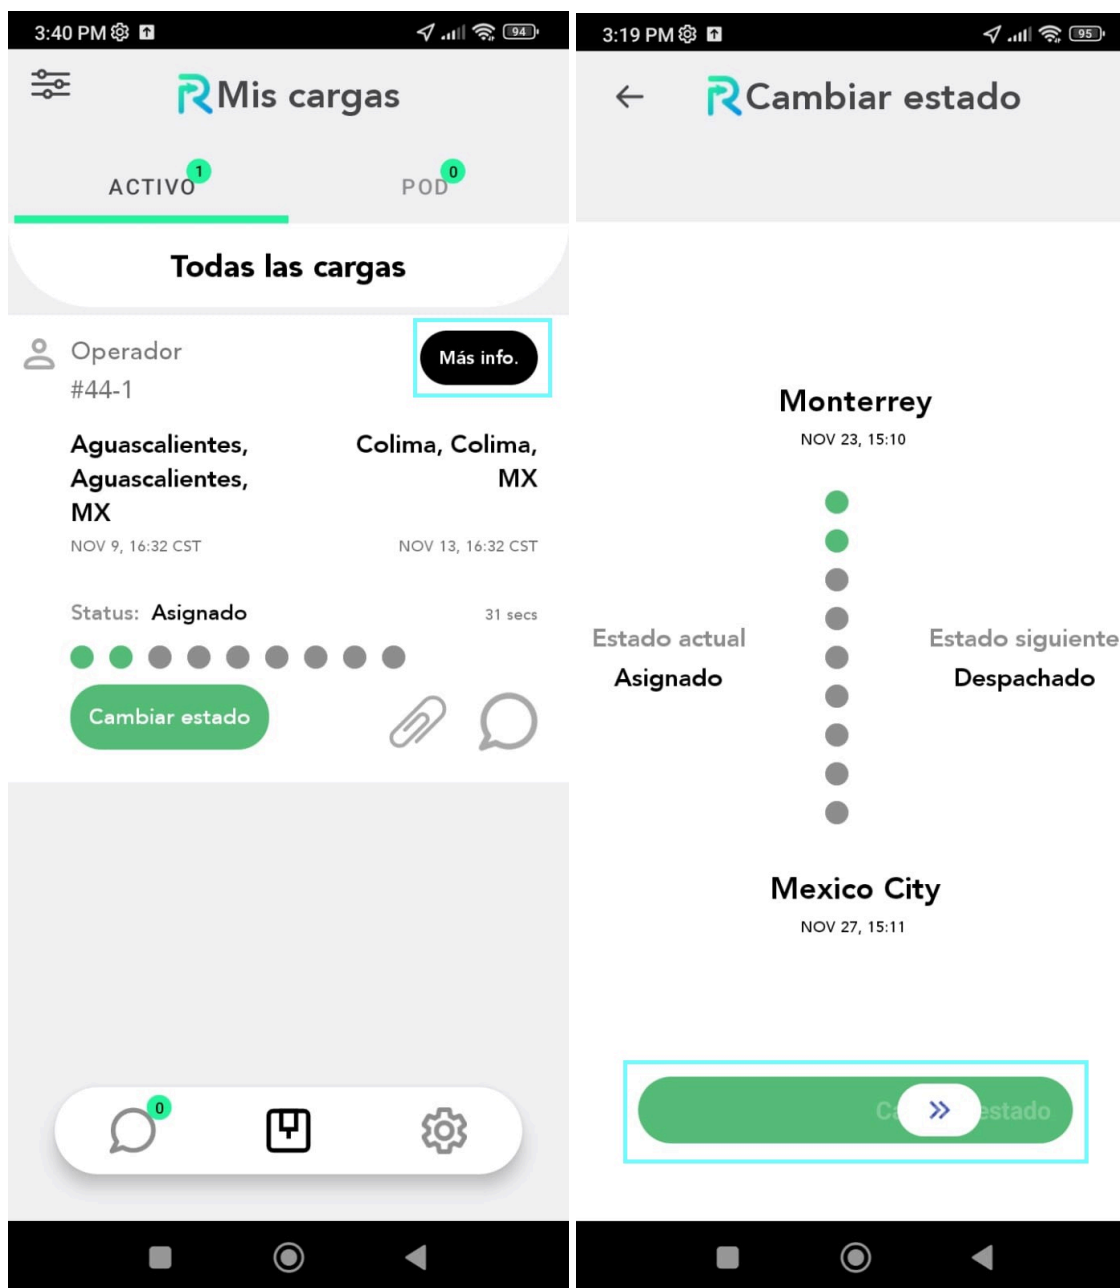 3:40 PM
94
Mis cargas
ACTIVO 1
POD 0
Todas las cargas
Operador
#44-1
Más info.
Aguascalientes,
Aguascalientes,
MX
NOV 9, 16:32 CST
Colima, Colima,
MX
NOV 13, 16:32 CST
Status: Asignado
31 secs
Cambiar estado
0
3:19 PM
95
Cambiar estado
Monterrey
NOV 23, 15:10
Estado actual
Asignado
Estado siguiente
Despachado
Mexico City
NOV 27, 15:11
estado